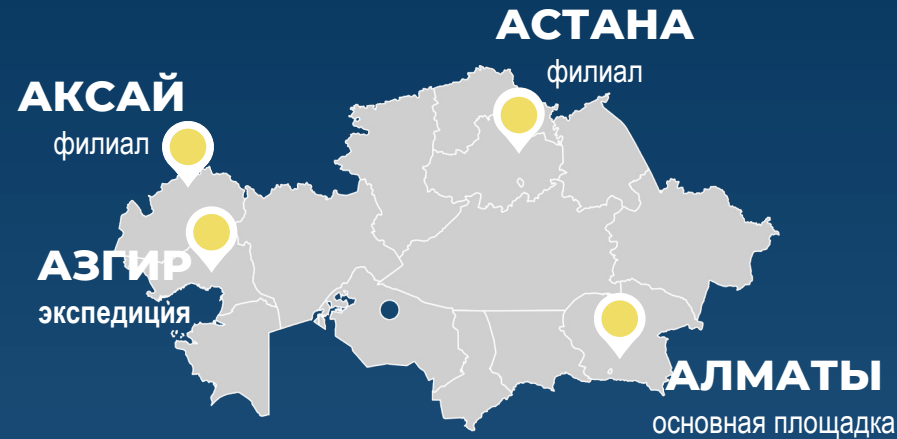 АСТАНА
филиал
АКСАЙ
филиал
АЗГИР
экспедиция
АЛМАТЫ
основная площадка